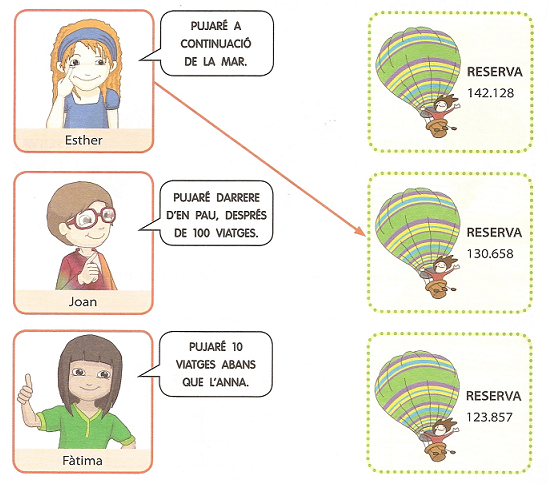 PUJARÉ A
CONTINUACIÓ
DE LA MAR.
Esther
RESERVA
142.128
PUJARÉ DARRERE
D'EN PAU, DESPRÉS
DE 100 VIATGES.
Joan
RESERVA
130.658
PUJARÉ 10
VIATGES ABANS
QUE L'ANNA.
Fàtima
RESERVA
123.857